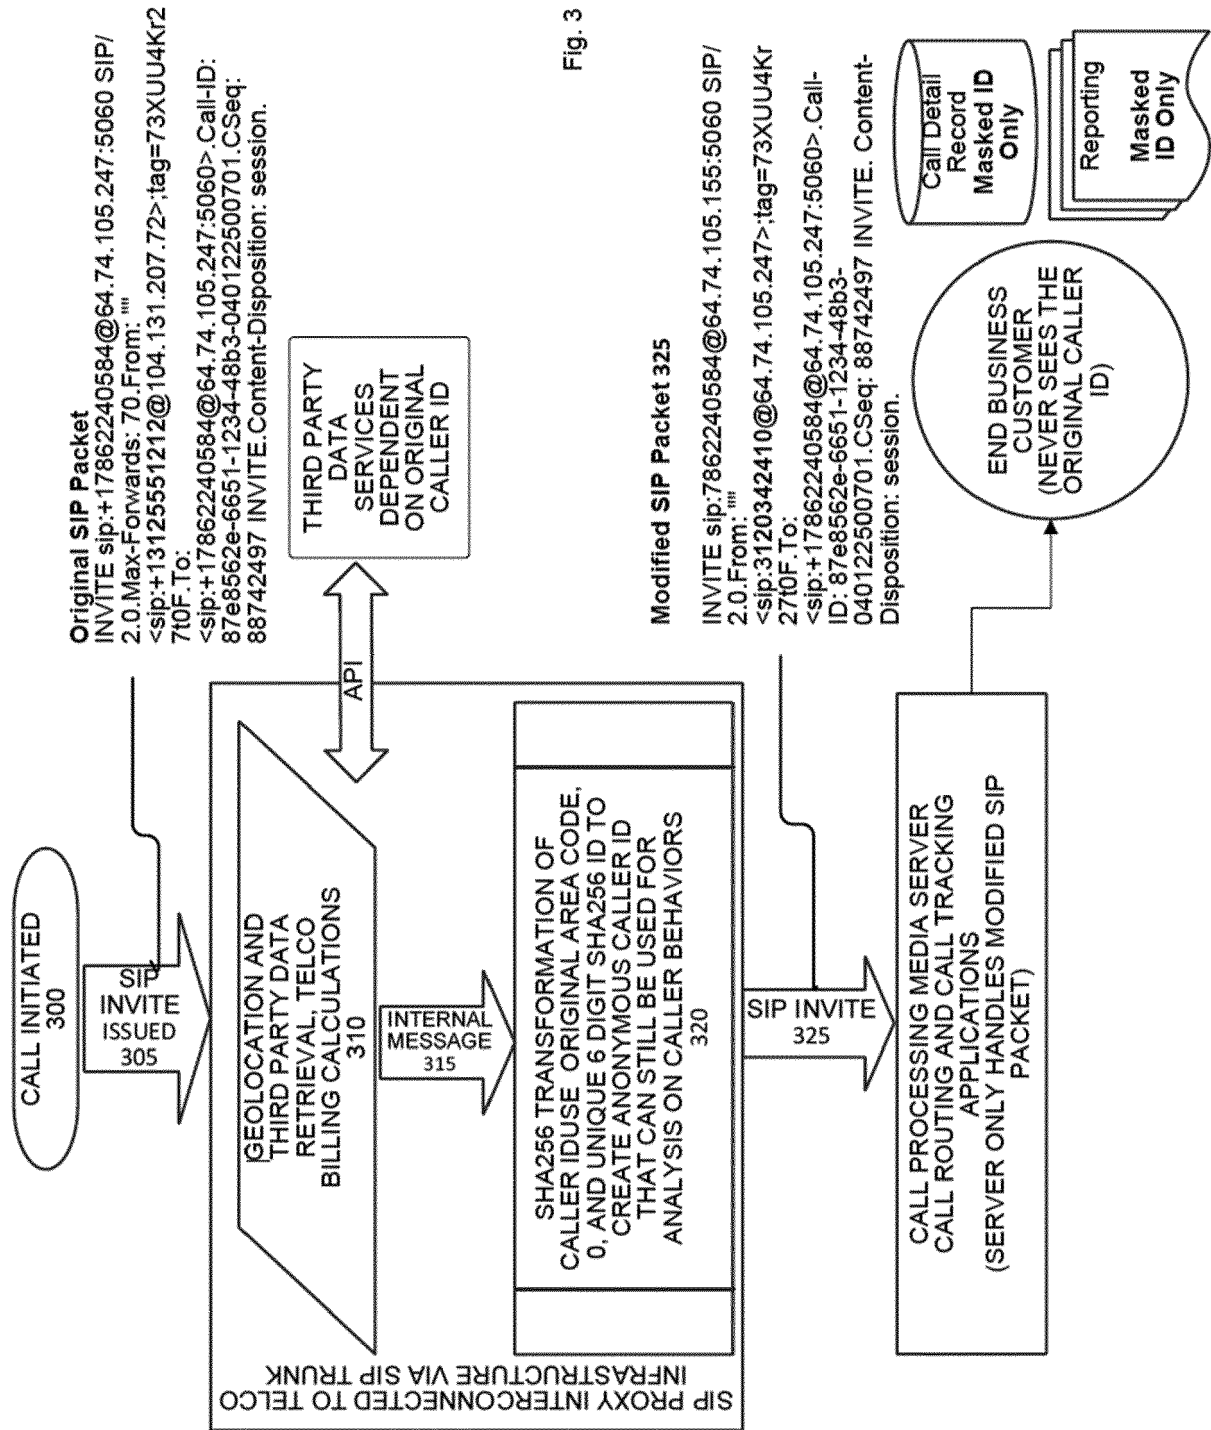 CALL INITIATED
300
SIP
INVITE
ISSUED
305
Original SIP Packet
INVITE sip:+17862240584@64.74.105.247:5060 SIP/
2.0.Max-Forwards: 70.From: ""
<sip:+13125551212@104.131.207.72>;tag=73XUU4Kr2
7t0F.To:
<sip:+17862240584@64.74.105.247:5060>.Call-ID:
87e8562e-6651-1234-48b3-040122500701.CSeq:
88742497 INVITE.Content-Disposition: session.
SIP PROXY INTERCONNECTED TO TELCO
INFRASTRUCTURE VIA SIP TRUNK
GEOLOCATION AND
THIRD PARTY DATA
RETRIEVAL, TELCO
BILLING CALCULATIONS
310
API
THIRD PARTY
DATA
SERVICES
DEPENDENT
ON ORIGINAL
CALLER ID
INTERNAL
MESSAGE
315
SHA256 TRANSFORMATION OF
CALLER IDUSE ORIGINAL AREA CODE,
0, AND UNIQUE 6 DIGIT SHA256 ID TO
CREATE ANONYMOUS CALLER ID
THAT CAN STILL BE USED FOR
ANALYSIS ON CALLER BEHAVIORS
320
SIP INVITE
325
Modified SIP Packet 325
INVITE sip:7862240584@64.74.105.155:5060 SIP/
2.0.From: ""
<sip:3120342410@64.74.105.247>;tag=73XUU4Kr
27t0F.To:
<sip:+17862240584@64.74.105.247:5060>.Call-
ID: 87e8562e-6651-1234-48b3-
040122500701.CSeq: 88742497 INVITE. Content-
Disposition: session.
CALL PROCESSING MEDIA SERVER
CALL ROUTING AND CALL TRACKING
APPLICATIONS
(SERVER ONLY HANDLES MODIFIED SIP
PACKET)
END BUSINESS
CUSTOMER
(NEVER SEES THE
ORIGINAL CALLER
ID)
Call Detail
Record
Masked ID
Only
Reporting
Masked
ID Only
Fig. 3